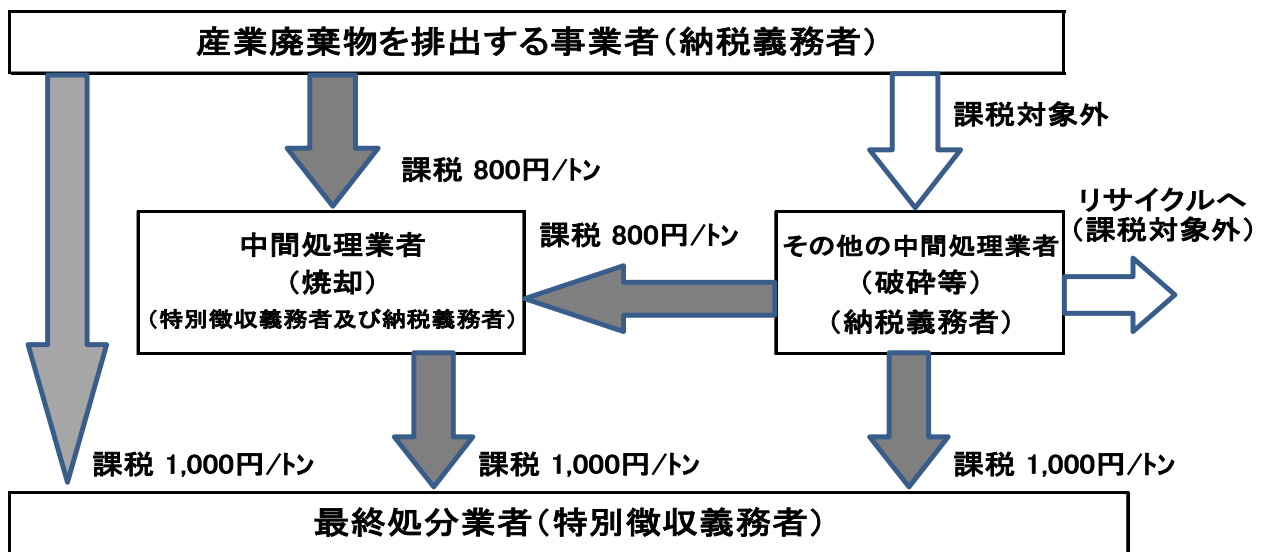 産業廃棄物を排出する事業者(納税義務者)
課税対象外
課税 800円/トン
リサイクルへ
(課税対象外)
中間処理業者
(焼却)
(特別徴収義務者及び納税義務者)
課税 800円/トン
その他の中間処理業者
(破砕等)
(納税義務者)
課税 1,000円/トン
課税 1,000円/トン
課税 1,000円/トン
最終処分業者(特別徴収義務者)